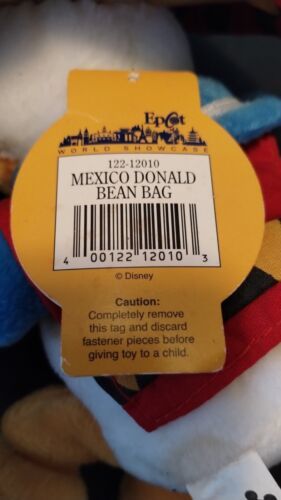 Epcot
WORLD SHOWCASE
122-12010
MEXICO DONALD
BEAN BAG
4 00122 12010 3
© Disney
Caution:
Completely remove
this tag and discard
fastener pieces before
giving toy to a child.